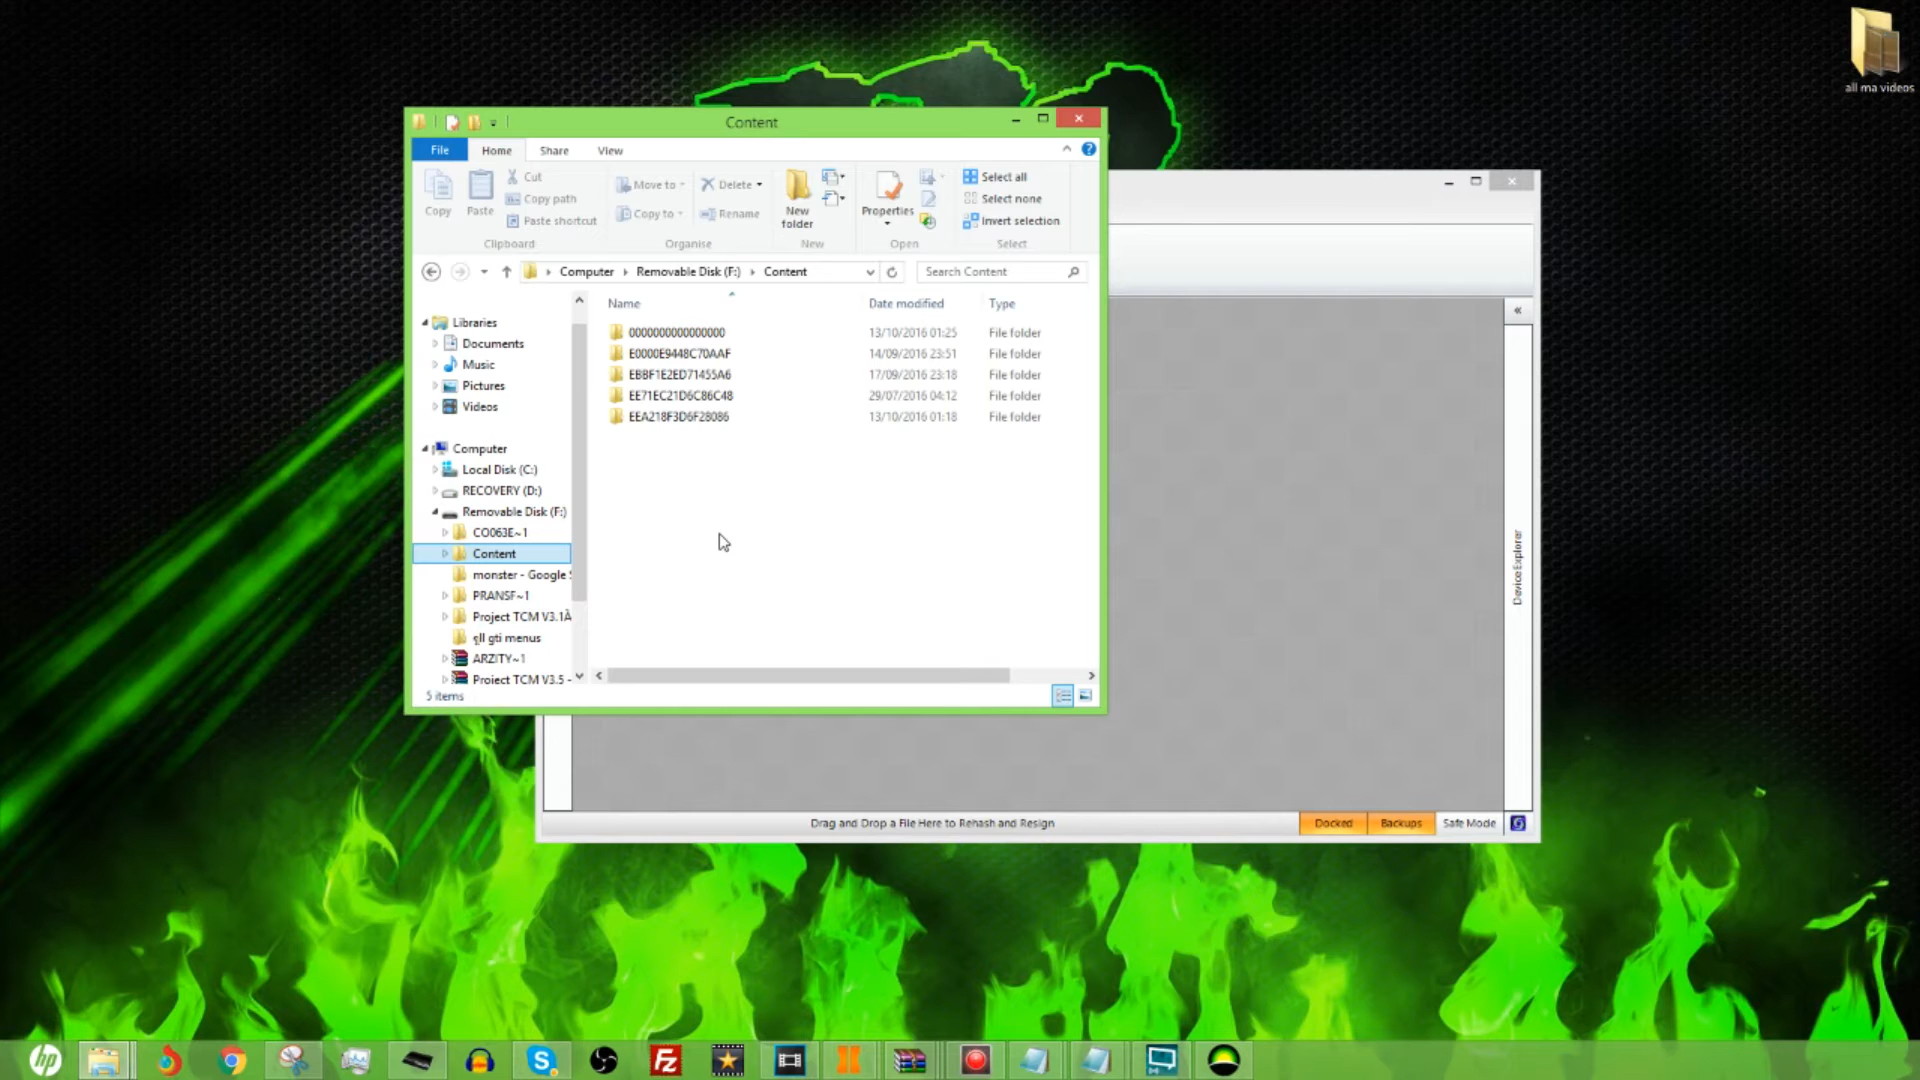 all ma videos
Content
File
Home
Share
View
Copy
Paste
Cut
Copy path
Paste shortcut
Clipboard
Move to
Copy to
Delete
Rename
Organise
New folder
New
Properties
Open
Select all
Select none
Invert selection
Select
Computer
Removable Disk (F:)
Content
Search Content
Name
Date modified
Type
0000000000000000 13/10/2016 01:25 File folder
E0000E9448C70AAF 14/09/2016 23:51 File folder
EBBF1E2ED71455A6 17/09/2016 23:18 File folder
EE71EC21D6C86C48 29/07/2016 04:12 File folder
EEA218F3D6F28086 13/10/2016 01:18 File folder
Libraries
Documents
Music
Pictures
Videos
Computer
Local Disk (C:)
RECOVERY (D:)
Removable Disk (F:)
CO063E~1
Content
monster - Google
PRANSF~1
Project TCM V3.1À
gti menus
ARZITY~1
Project TCM V3.5 -
5 items
Device Explorer
Drag and Drop a File Here to Rehash and Resign
Docked
Backups
Safe Mode
hp
S
FZ